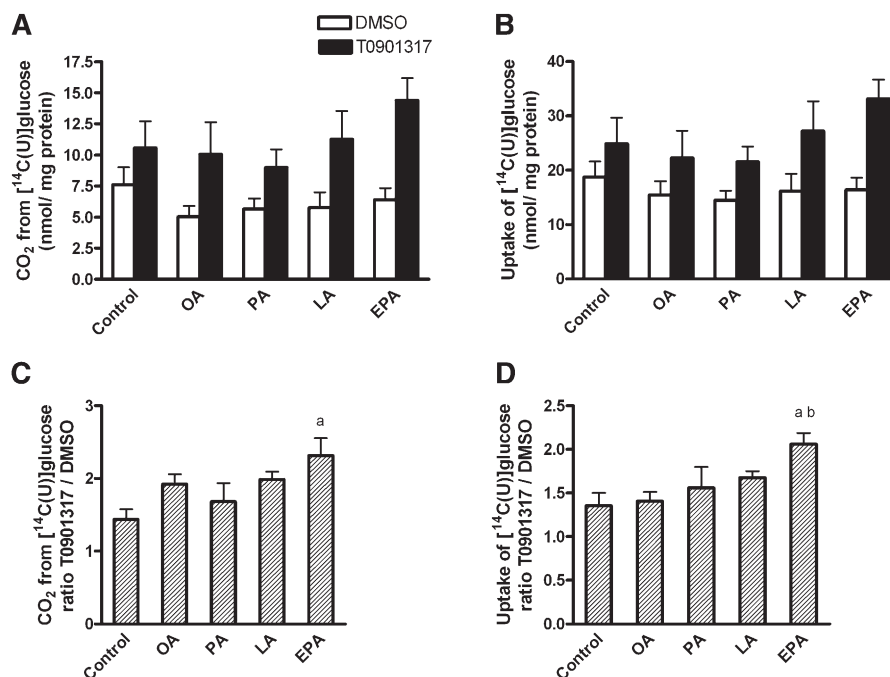 A
DMSO
T0901317
CO2 from [14C(U)]glucose
(nmol/ mg protein)
17.5
15.0
12.5
10.0
7.5
5.0
2.5
0.0
Control
OA
PA
LA
EPA
B
Uptake of [14C(U)]glucose
(nmol/ mg protein)
40
30
20
10
0
Control
OA
PA
LA
EPA
C
CO2 from [14C(U)]glucose
ratio T0901317 / DMSO
3
2
1
0
a
Control
OA
PA
LA
EPA
D
Uptake of [14C(U)]glucose
ratio T0901317 / DMSO
2.5
2.0
1.5
1.0
0.5
0.0
a b
Control
OA
PA
LA
EPA